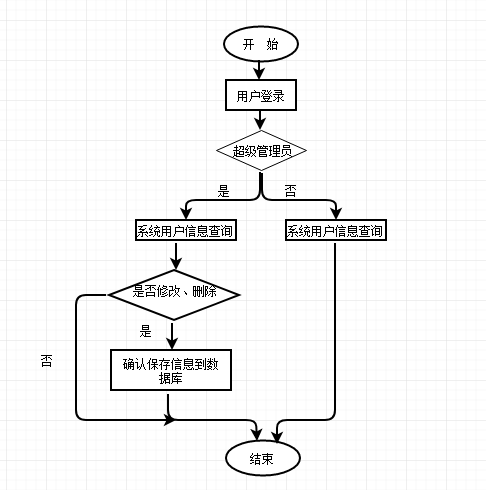 开 始
用户登录
超级管理员
是
否
系统用户信息查询
系统用户信息查询
是否修改、删除
是
否
确认保存信息到数
据库
结束